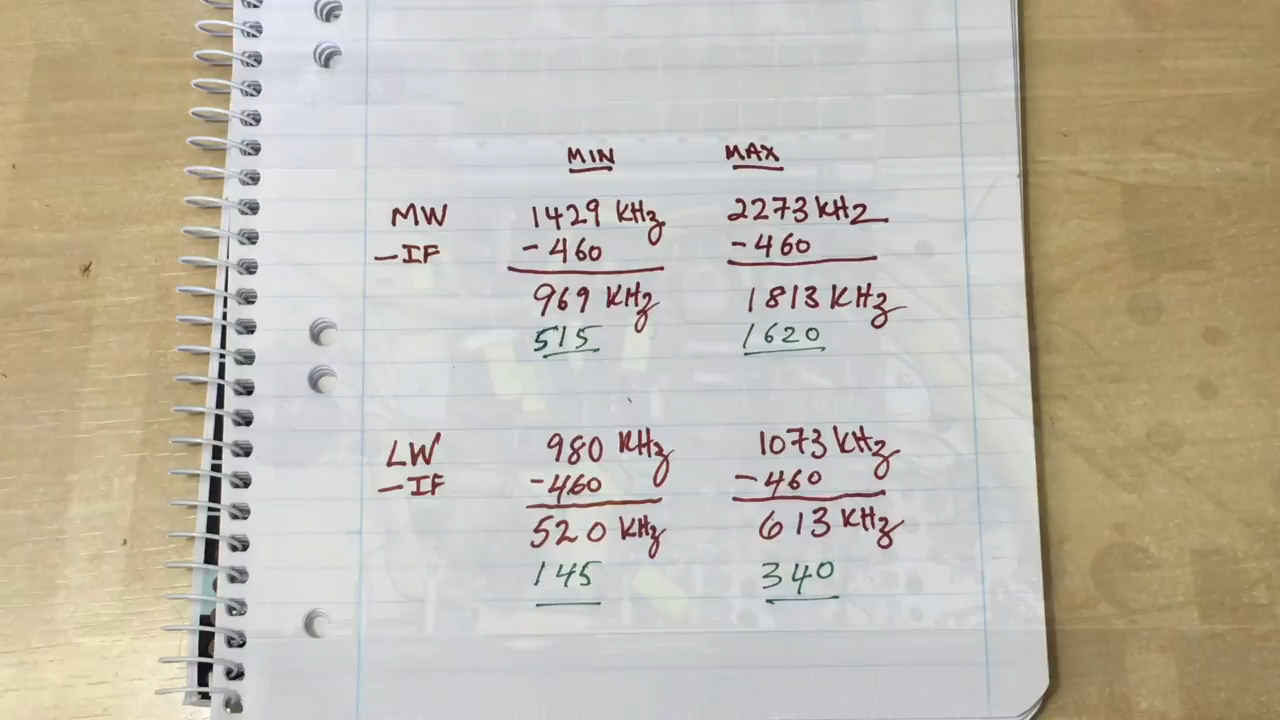 MIN MAX
MW 1429 KHz 2273 KHz
-IF -460 -460
969 KHz 1813 KHz
515 1620
LW 980 KHz 1073 KHz
-IF -460 -460
520 KHz 613 KHz
145 340